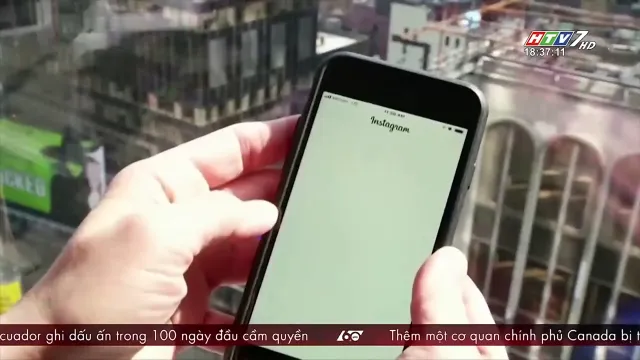 HTV7 HD
18:37:11
Instagram
CKED
cuador ghi dấu ấn trong 100 ngày đầu cầm quyền 60 Thêm một cơ quan chính phủ Canada bị t